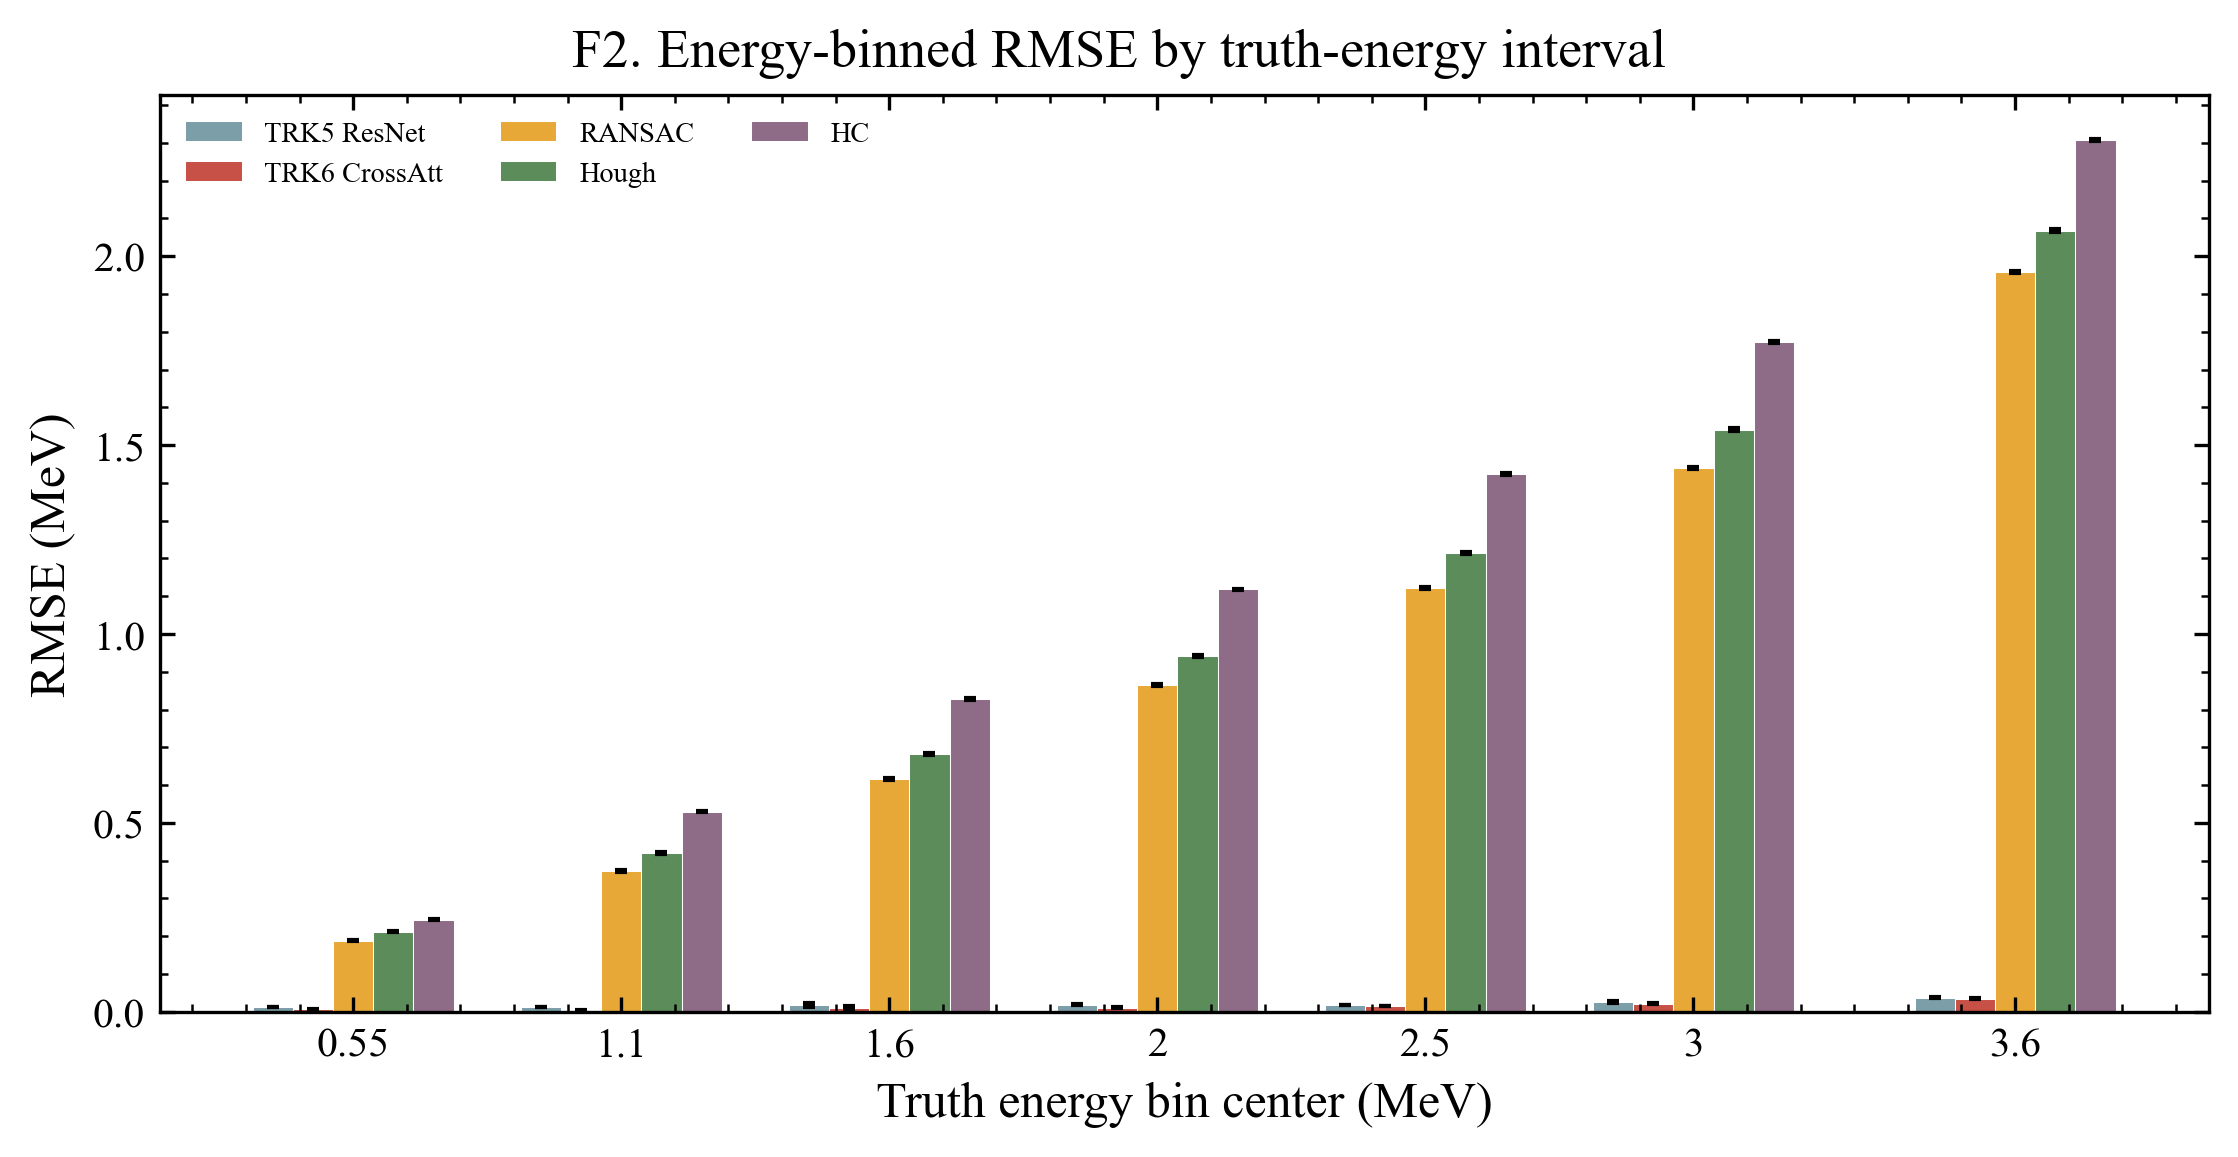 F2. Energy-binned RMSE by truth-energy interval
TRK5 ResNet
TRK6 CrossAtt
RANSAC
Hough
HC
RMSE (MeV)
2.0
1.5
1.0
0.5
0.0
0.55 1.1 1.6 2 2.5 3 3.6
Truth energy bin center (MeV)